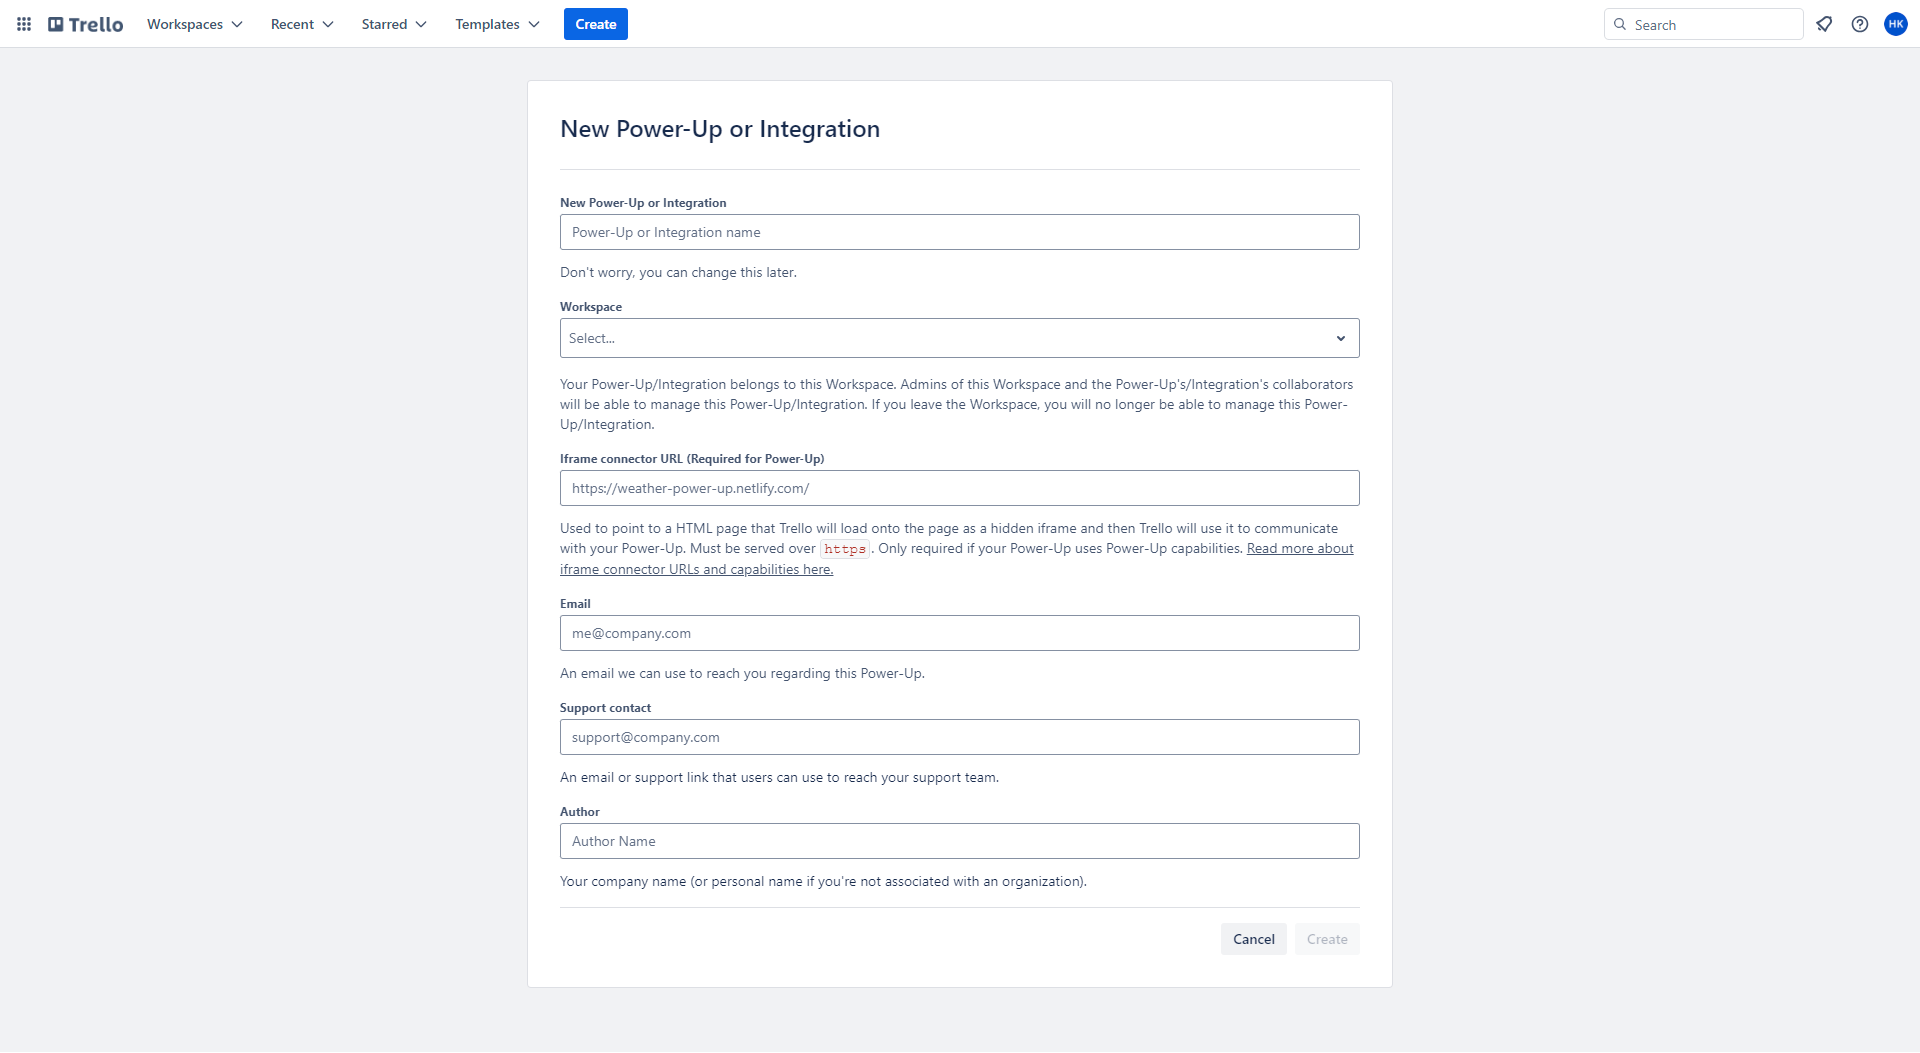 Trello Workspaces Recent Starred Templates Create Search HK
New Power-Up or Integration
New Power-Up or Integration
Power-Up or Integration name
Don't worry, you can change this later.
Workspace
Select...
Your Power-Up/Integration belongs to this Workspace. Admins of this Workspace and the Power-Up's/Integration's collaborators
will be able to manage this Power-Up/Integration. If you leave the Workspace, you will no longer be able to manage this Power-
Up/Integration.
Iframe connector URL (Required for Power-Up)
https://weather-power-up.netlify.com/
Used to point to a HTML page that Trello will load onto the page as a hidden iframe and then Trello will use it to communicate
with your Power-Up. Must be served over https. Only required if your Power-Up uses Power-Up capabilities. Read more about
iframe connector URLs and capabilities here.
Email
me@company.com
An email we can use to reach you regarding this Power-Up.
Support contact
support@company.com
An email or support link that users can use to reach your support team.
Author
Author Name
Your company name (or personal name if you're not associated with an organization).
Cancel Create